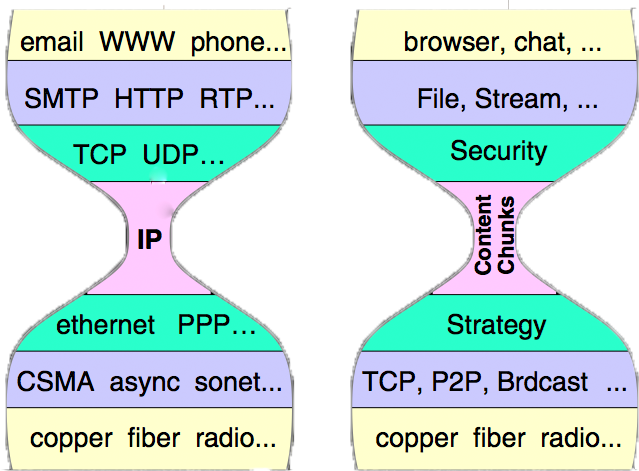 email WWW phone...
SMTP HTTP RTP...
TCP UDP...
IP
ethernet PPP...
CSMA async sonet...
copper fiber radio...
browser, chat, ...
File, Stream, ...
Security
Content
Chunks
Strategy
TCP, P2P, Brdcast ...
copper fiber radio...